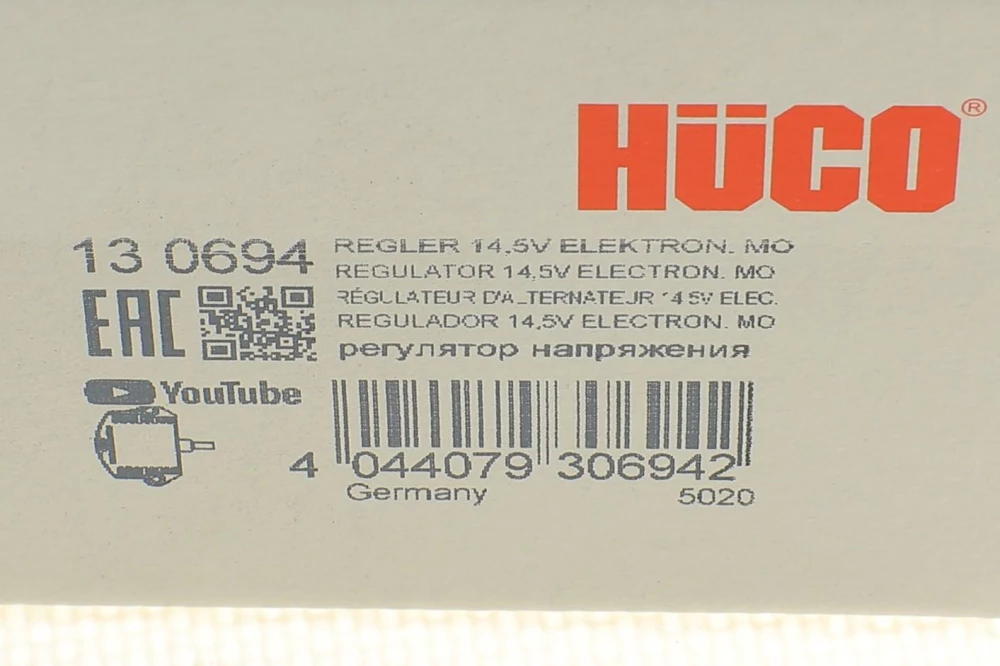 HÜCO®
13 0694
REGLER 14,5V ELEKTRON. MO
REGULATOR 14,5V ELECTRON. MO
RÉGULATEUR D'ALTERNATEUR 14,5V ELEC.
REGULADOR 14,5V ELECTRON. MO
регулятор напряжения
EAC
YouTube
4 044079 306942
Germany 5020